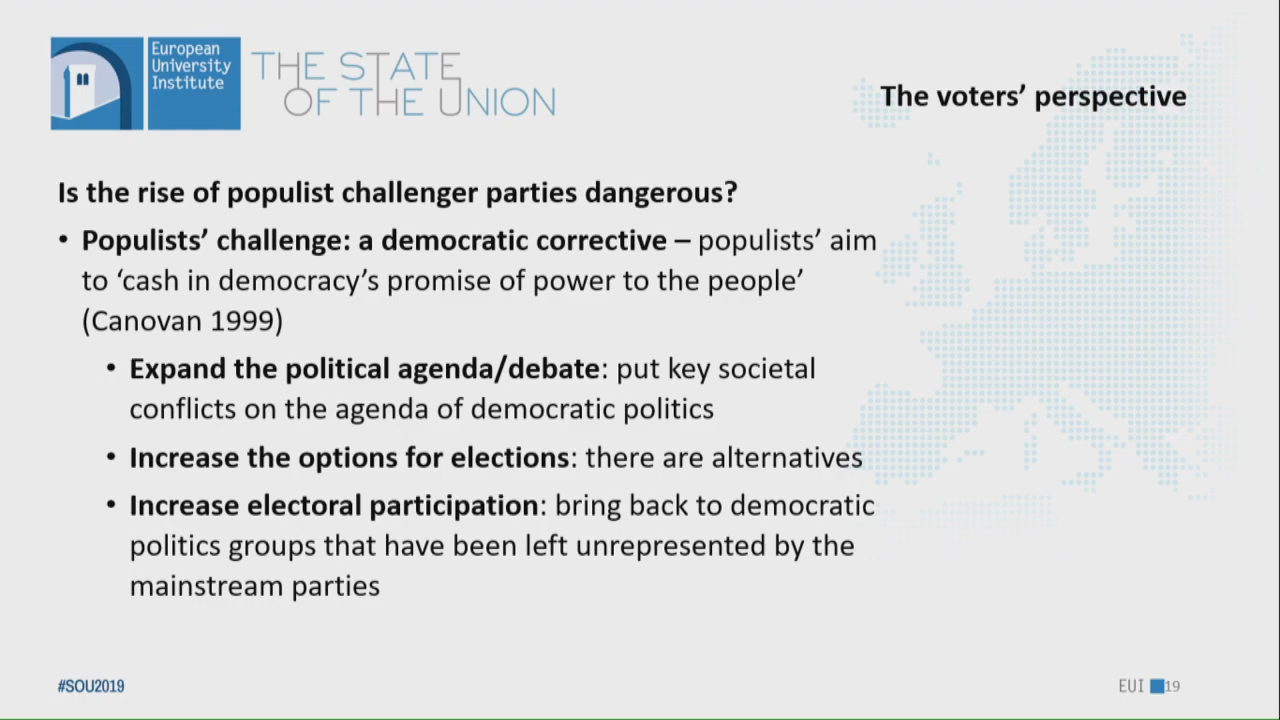 European
University
Institute
THE STATE
OF THE UNION
The voters’ perspective
Is the rise of populist challenger parties dangerous?
• Populists’ challenge: a democratic corrective – populists’ aim
to ‘cash in democracy’s promise of power to the people’
(Canovan 1999)
• Expand the political agenda/debate: put key societal
conflicts on the agenda of democratic politics
• Increase the options for elections: there are alternatives
• Increase electoral participation: bring back to democratic
politics groups that have been left unrepresented by the
mainstream parties
#SOU2019
EUI 19